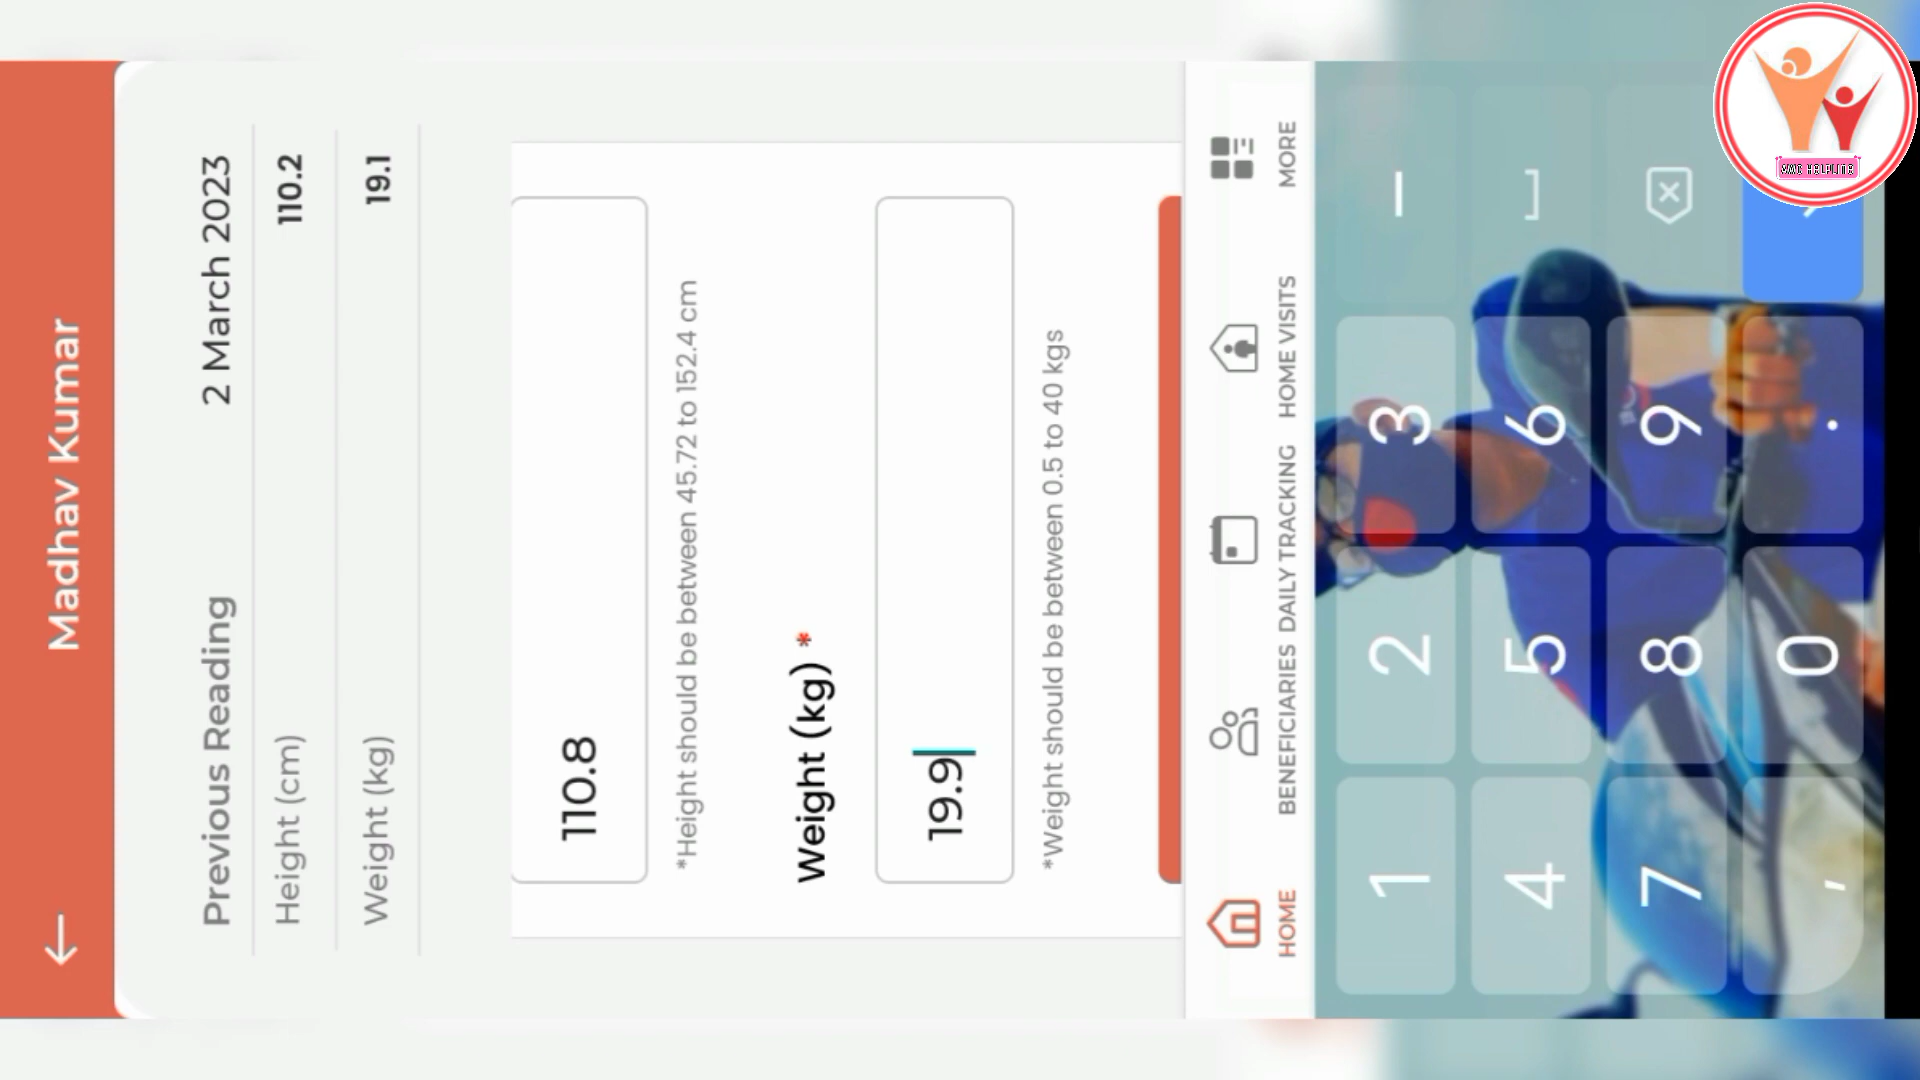 Madhav Kumar
Previous Reading 2 March 2023
Height (cm) 110.2
Weight (kg) 19.1
110.8
*Height should be between 45.72 to 152.4 cm
Weight (kg) *
19.9
*Weight should be between 0.5 to 40 kgs
HOME BENEFICIARIES DAILY TRACKING HOME VISITS MORE
1 2 3 –
4 5 6
7 8 9
, 0 .